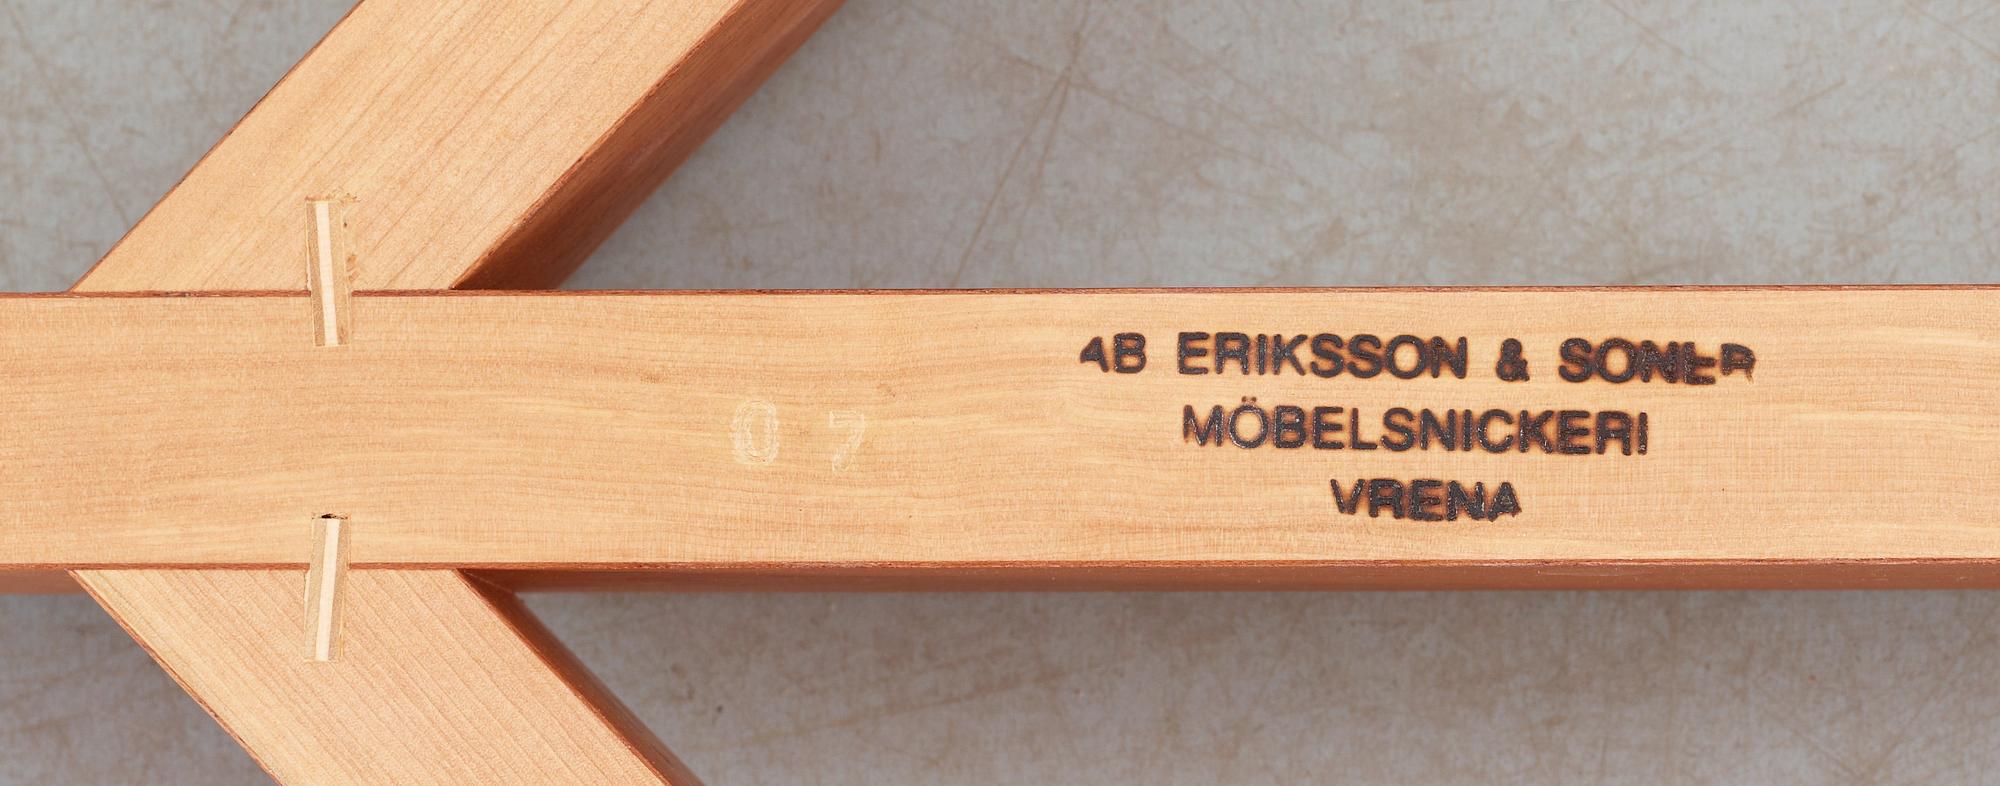 AB ERIKSSON & SONER
MÖBELSNICKERI
VRENA
0 7